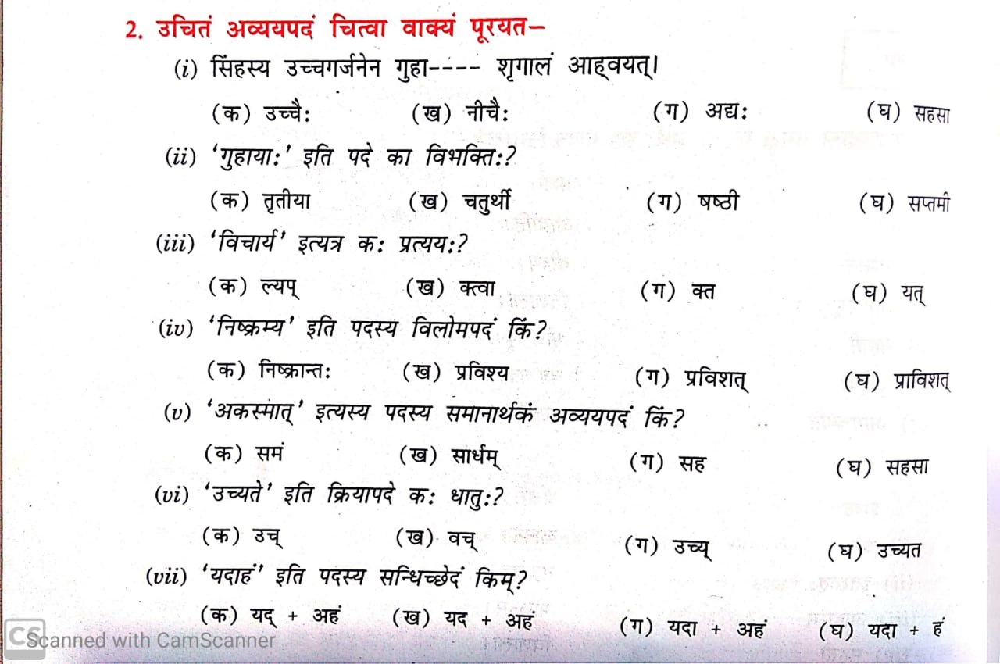 2. उचितं अव्ययपदं चित्वा वाक्यं पूरयत–
(i) सिंहस्य उच्चगर्जनेन गुहा---- शृगालं आह्वयत्।
(क) उच्चैः (ख) नीचैः (ग) अद्यः (घ) सहसा
(ii) 'गुहायाः' इति पदे का विभक्तिः?
(क) तृतीया (ख) चतुर्थी (ग) षष्ठी (घ) सप्तमी
(iii) 'विचार्य' इत्यत्र कः प्रत्ययः?
(क) ल्यप् (ख) क्त्वा (ग) क्त (घ) यत्
(iv) 'निष्क्रम्य' इति पदस्य विलोमपदं किं?
(क) निष्क्रान्तः (ख) प्रविश्य (ग) प्रविशत् (घ) प्राविशत्
(v) 'अकस्मात्' इत्यस्य पदस्य समानार्थकं अव्ययपदं किं?
(क) समं (ख) सार्धम् (ग) सह (घ) सहसा
(vi) 'उच्यते' इति क्रियापदे कः धातुः?
(क) उच् (ख) वच् (ग) उच्य् (घ) उच्यत
(vii) 'यदाहं' इति पदस्य सन्धिच्छेदं किम्?
(क) यद् + अहं (ख) यद + अहं (ग) यदा + अहं (घ) यदा + हं
CS Scanned with CamScanner